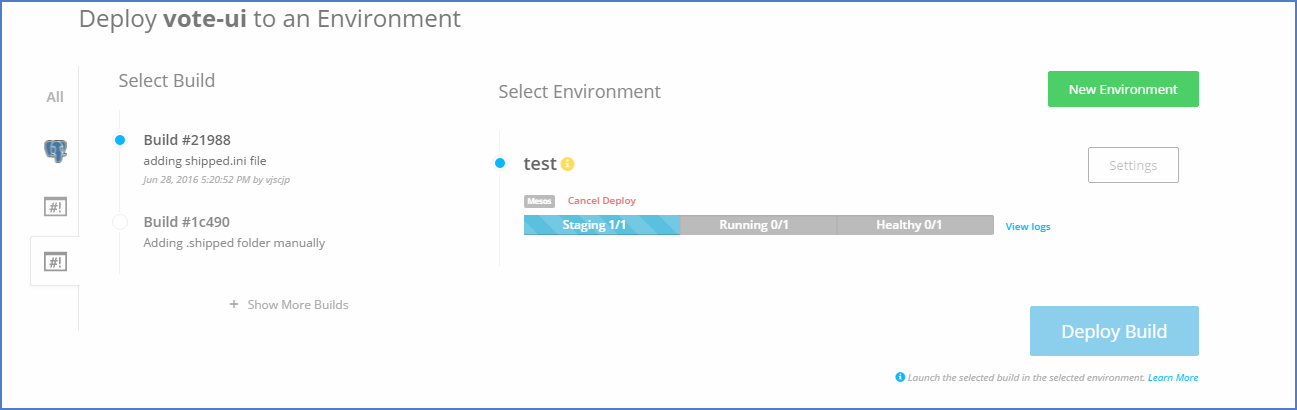 Deploy vote-ui to an Environment
All
#!
#!
Select Build
Build #21988
adding shipped.ini file
Jun 28, 2016 5:20:52 PM by vjscjp
Build #1c490
Adding .shipped folder manually
+ Show More Builds
Select Environment
New Environment
test
Settings
Mesos Cancel Deploy
Staging 1/1 Running 0/1 Healthy 0/1 View logs
Deploy Build
Launch the selected build in the selected environment. Learn More